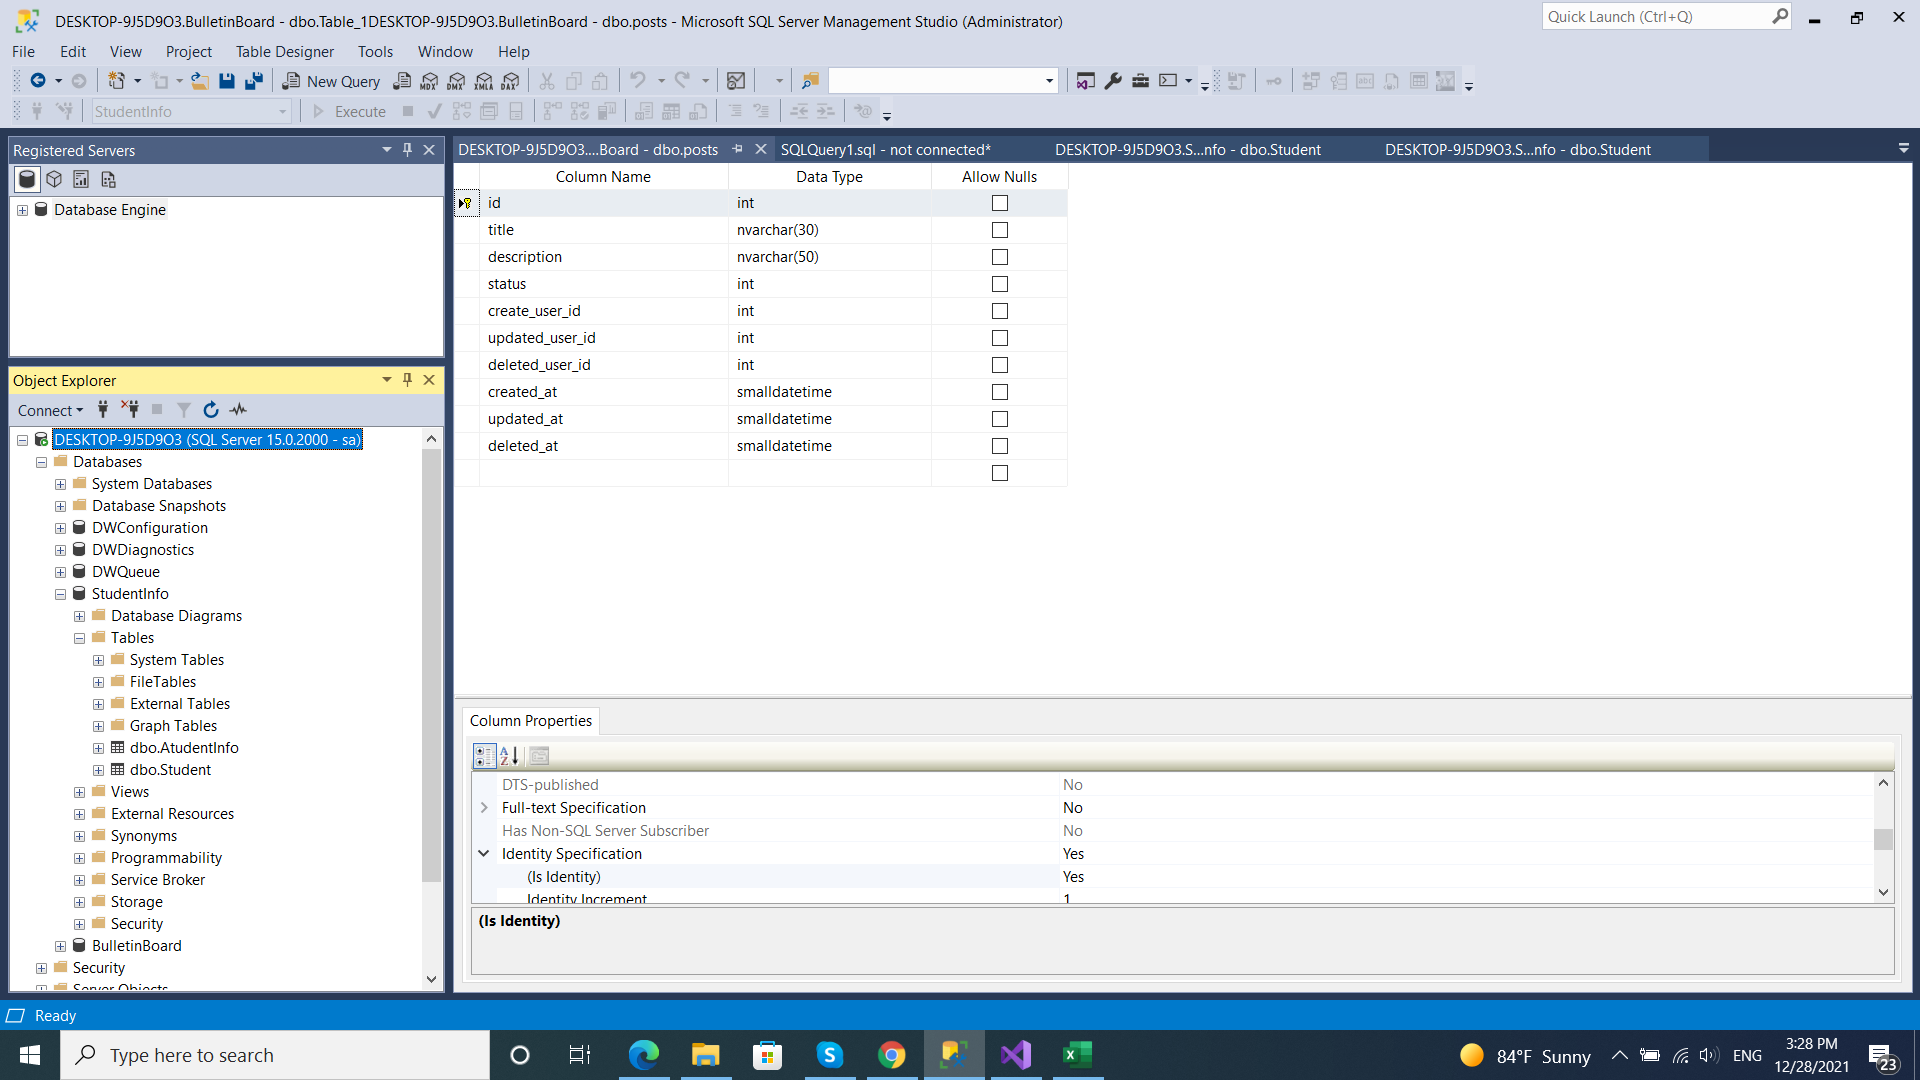 DESKTOP-9J5D9O3.BulletinBoard - dbo.Table_1DESKTOP-9J5D9O3.BulletinBoard - dbo.posts - Microsoft SQL Server Management Studio (Administrator)
Quick Launch (Ctrl+Q)
File Edit View Project Table Designer Tools Window Help
New Query MDX DMX XMLA DAX
StudentInfo Execute
Registered Servers
Database Engine
Object Explorer
Connect
DESKTOP-9J5D9O3 (SQL Server 15.0.2000 - sa)
Databases
System Databases
Database Snapshots
DWConfiguration
DWDiagnostics
DWQueue
StudentInfo
Database Diagrams
Tables
System Tables
FileTables
External Tables
Graph Tables
dbo.AtudentInfo
dbo.Student
Views
External Resources
Synonyms
Programmability
Service Broker
Storage
Security
BulletinBoard
Security
Server Objects
DESKTOP-9J5D9O3....Board - dbo.posts SQLQuery1.sql - not connected* DESKTOP-9J5D9O3.S...nfo - dbo.Student DESKTOP-9J5D9O3.S...nfo - dbo.Student
Column Name Data Type Allow Nulls
id int
title nvarchar(30)
description nvarchar(50)
status int
create_user_id int
updated_user_id int
deleted_user_id int
created_at smalldatetime
updated_at smalldatetime
deleted_at smalldatetime
Column Properties
DTS-published No
Full-text Specification No
Has Non-SQL Server Subscriber No
Identity Specification Yes
(Is Identity) Yes
Identity Increment 1
(Is Identity)
Ready
Type here to search
84°F Sunny ENG 3:28 PM
12/28/2021
23